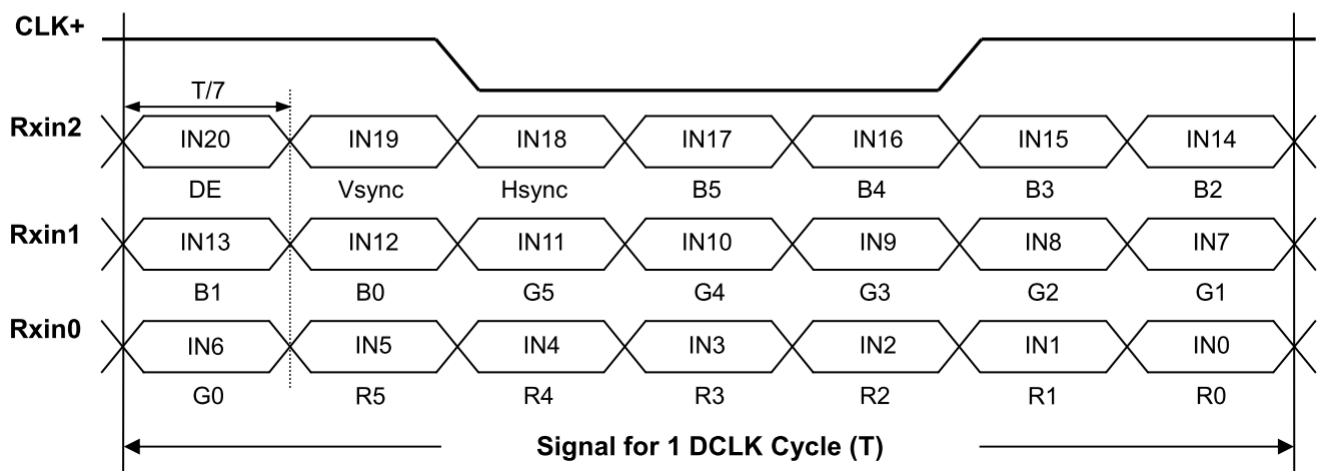 CLK+
T/7
Rxin2 IN20 IN19 IN18 IN17 IN16 IN15 IN14
DE Vsync Hsync B5 B4 B3 B2
Rxin1 IN13 IN12 IN11 IN10 IN9 IN8 IN7
B1 B0 G5 G4 G3 G2 G1
Rxin0 IN6 IN5 IN4 IN3 IN2 IN1 IN0
G0 R5 R4 R3 R2 R1 R0
Signal for 1 DCLK Cycle (T)